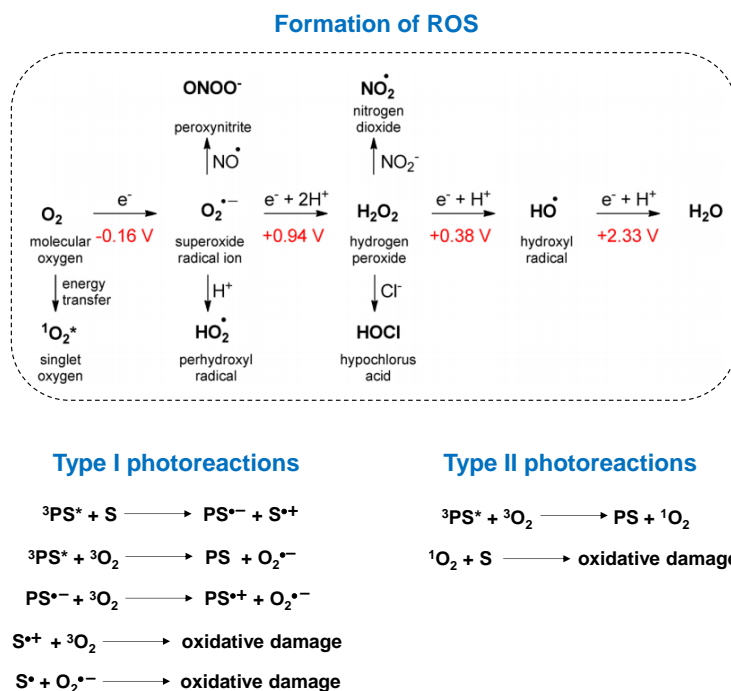 Formation of ROS
ONOO⁻
peroxynitrite
NO•
NO₂•
nitrogen
dioxide
NO₂⁻
O₂
molecular
oxygen
e⁻
-0.16 V
O₂•−
superoxide
radical ion
e⁻ + 2H⁺
+0.94 V
H₂O₂
hydrogen
peroxide
e⁻ + H⁺
+0.38 V
HO•
hydroxyl
radical
e⁻ + H⁺
+2.33 V
H₂O
energy
transfer
¹O₂*
singlet
oxygen
H⁺
HO₂•
perhydroxyl
radical
Cl⁻
HOCl
hypochlorus
acid
Type I photoreactions
³PS* + S ⟶ PS•− + S•+
³PS* + ³O₂ ⟶ PS + O₂•−
PS•− + ³O₂ ⟶ PS•+ + O₂•−
S•+ + ³O₂ ⟶ oxidative damage
S• + O₂•− ⟶ oxidative damage
Type II photoreactions
³PS* + ³O₂ ⟶ PS + ¹O₂
¹O₂ + S ⟶ oxidative damage